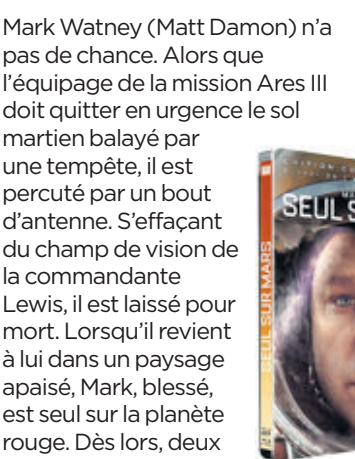 Mark Watney (Matt Damon) n’a
pas de chance. Alors que
l’équipage de la mission Ares III
doit quitter en urgence le sol
martien balayé par
une tempête, il est
percuté par un bout
d’antenne. S’effaçant
du champ de vision de
la commandante
Lewis, il est laissé pour
mort. Lorsqu’il revient
à lui dans un paysage
apaisé, Mark, blessé,
est seul sur la planète
rouge. Dès lors, deux
SEUL S
SEUL SUR MARS